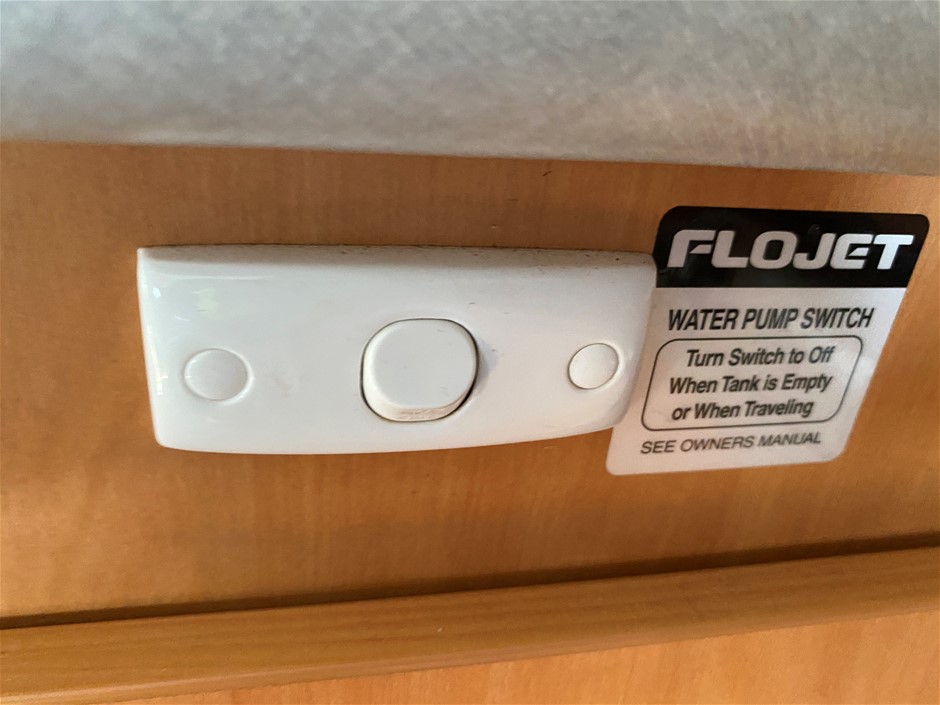 FLOJET
WATER PUMP SWITCH
Turn Switch to Off
When Tank is Empty
or When Traveling
SEE OWNERS MANUAL